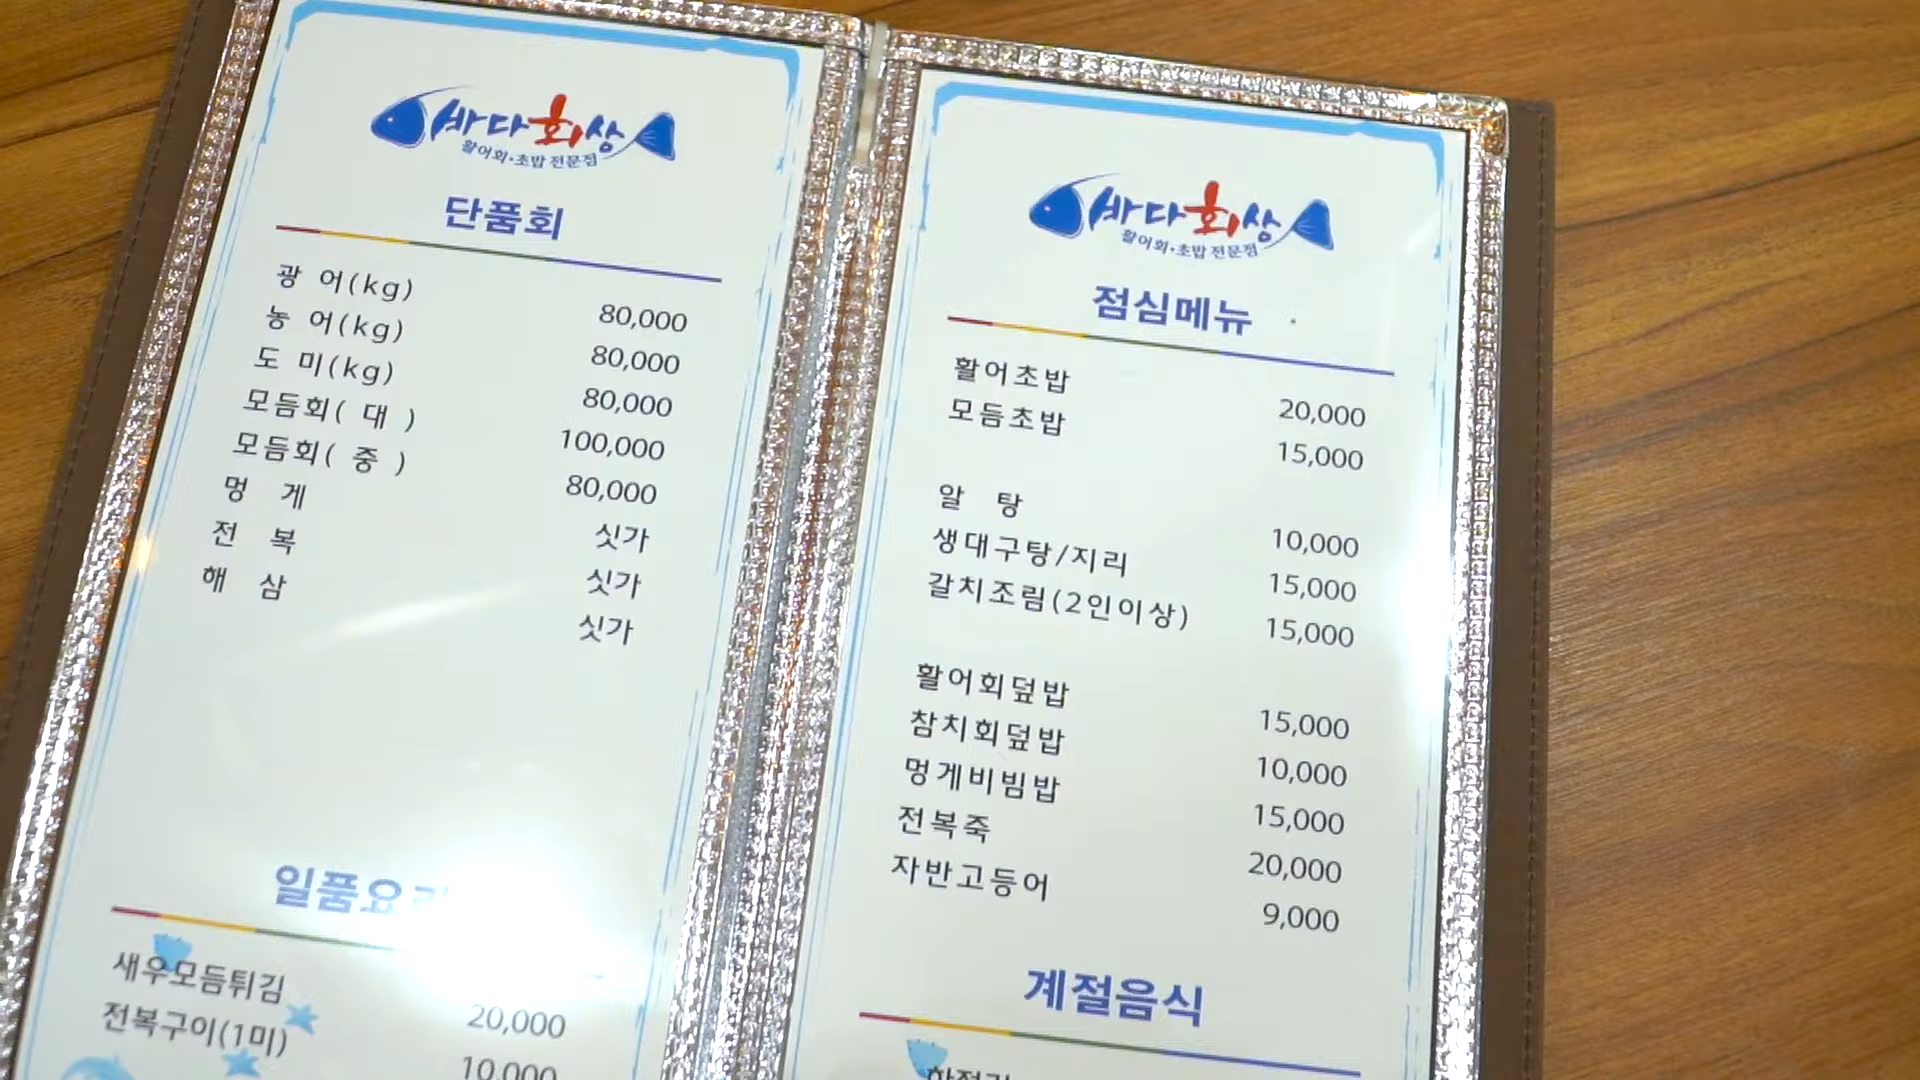 바다회상
활어회·초밥 전문점
단품회
광 어(kg) 80,000
농 어(kg) 80,000
도 미(kg) 80,000
모듬회( 대 ) 100,000
모듬회( 중 ) 80,000
멍 게 싯가
전 복 싯가
해 삼 싯가
일품요리
새우모듬튀김 20,000
전복구이(1미) 10,000
바다회상
활어회·초밥 전문점
점심메뉴
활어초밥 20,000
모듬초밥 15,000
알 탕 10,000
생대구탕/지리 15,000
갈치조림(2인이상) 15,000
활어회덮밥 15,000
참치회덮밥 10,000
멍게비빔밥 15,000
전복죽 20,000
자반고등어 9,000
계절음식